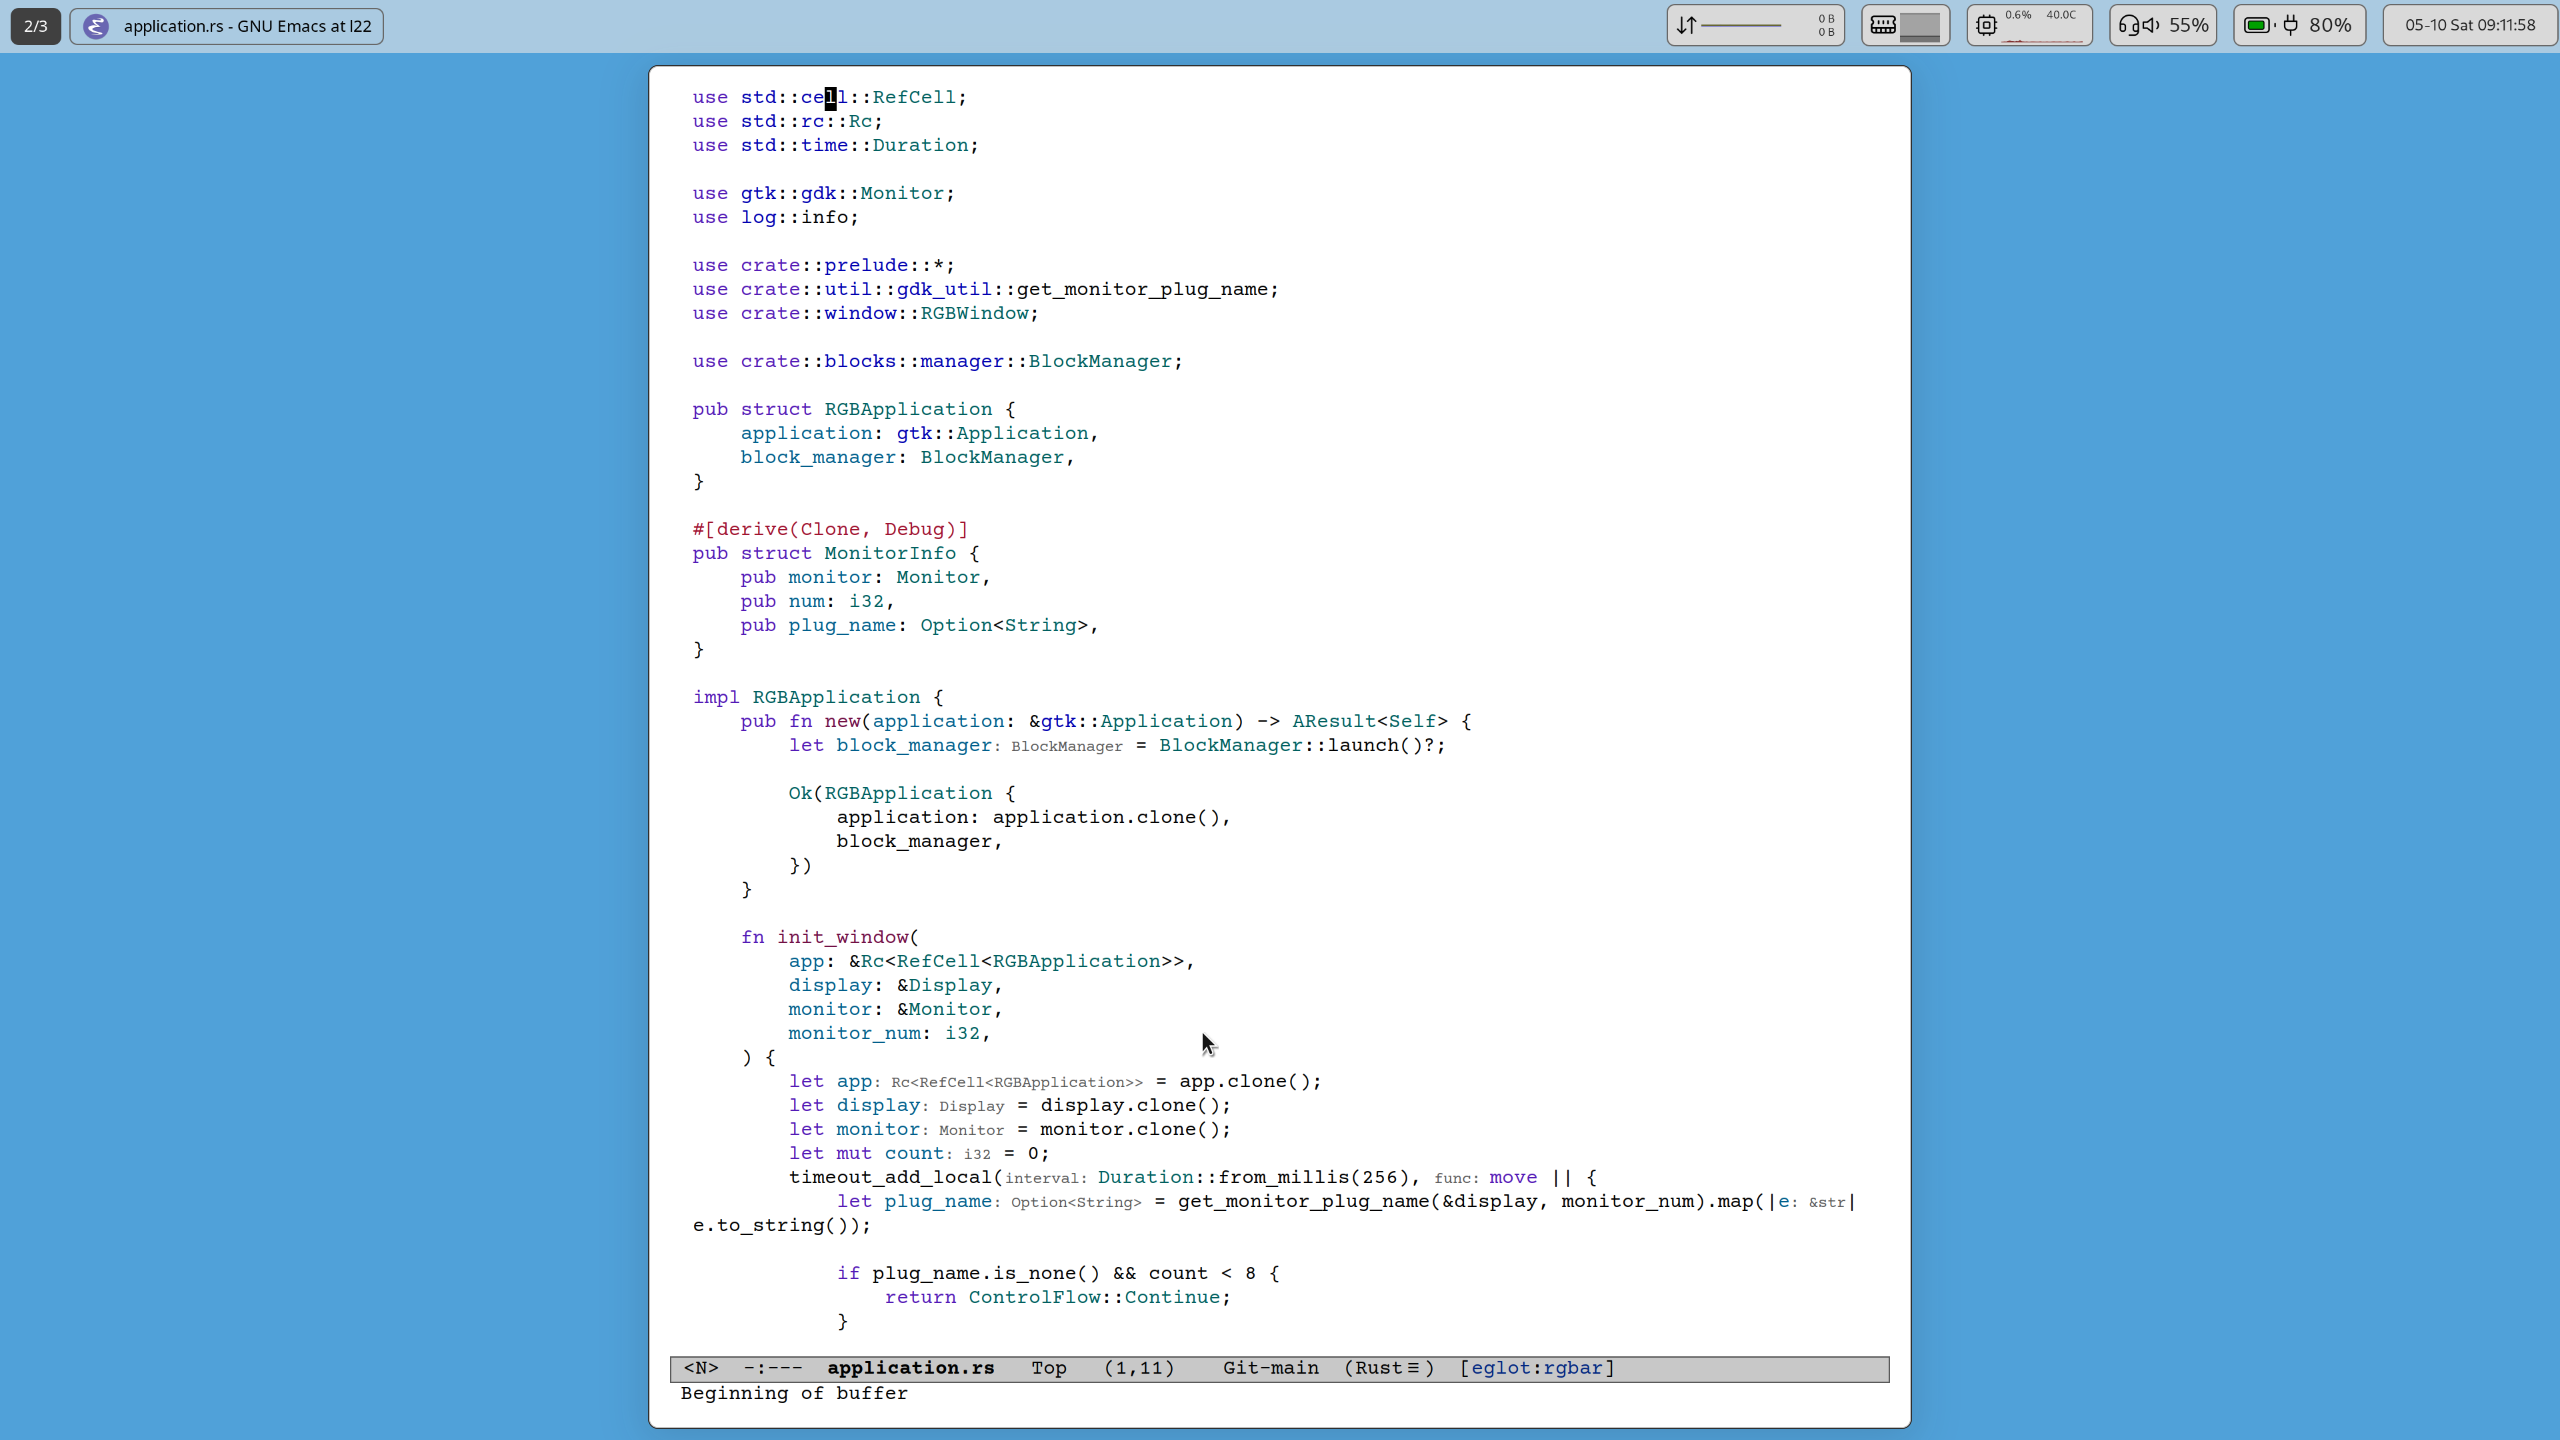 2/3 application.rs - GNU Emacs at l22 0 B 0 B 0.6% 40.0C 55% 80% 05-10 Sat 09:11:58
use std::cell::RefCell;
use std::rc::Rc;
use std::time::Duration;
use gtk::gdk::Monitor;
use log::info;
use crate::prelude::*;
use crate::util::gdk_util::get_monitor_plug_name;
use crate::window::RGBWindow;
use crate::blocks::manager::BlockManager;
pub struct RGBApplication {
    application: gtk::Application,
    block_manager: BlockManager,
}
#[derive(Clone, Debug)]
pub struct MonitorInfo {
    pub monitor: Monitor,
    pub num: i32,
    pub plug_name: Option<String>,
}
impl RGBApplication {
    pub fn new(application: &gtk::Application) -> AResult<Self> {
        let block_manager: BlockManager = BlockManager::launch()?;
        Ok(RGBApplication {
            application: application.clone(),
            block_manager,
        })
    }
    fn init_window(
        app: &Rc<RefCell<RGBApplication>>,
        display: &Display,
        monitor: &Monitor,
        monitor_num: i32,
    ) {
        let app: Rc<RefCell<RGBApplication>> = app.clone();
        let display: Display = display.clone();
        let monitor: Monitor = monitor.clone();
        let mut count: i32 = 0;
        timeout_add_local(interval: Duration::from_millis(256), func: move || {
            let plug_name: Option<String> = get_monitor_plug_name(&display, monitor_num).map(|e: &str|
e.to_string());
            if plug_name.is_none() && count < 8 {
                return ControlFlow::Continue;
            }
<N> -:--- application.rs Top (1,11) Git-main (Rust≡) [eglot:rgbar]
Beginning of buffer